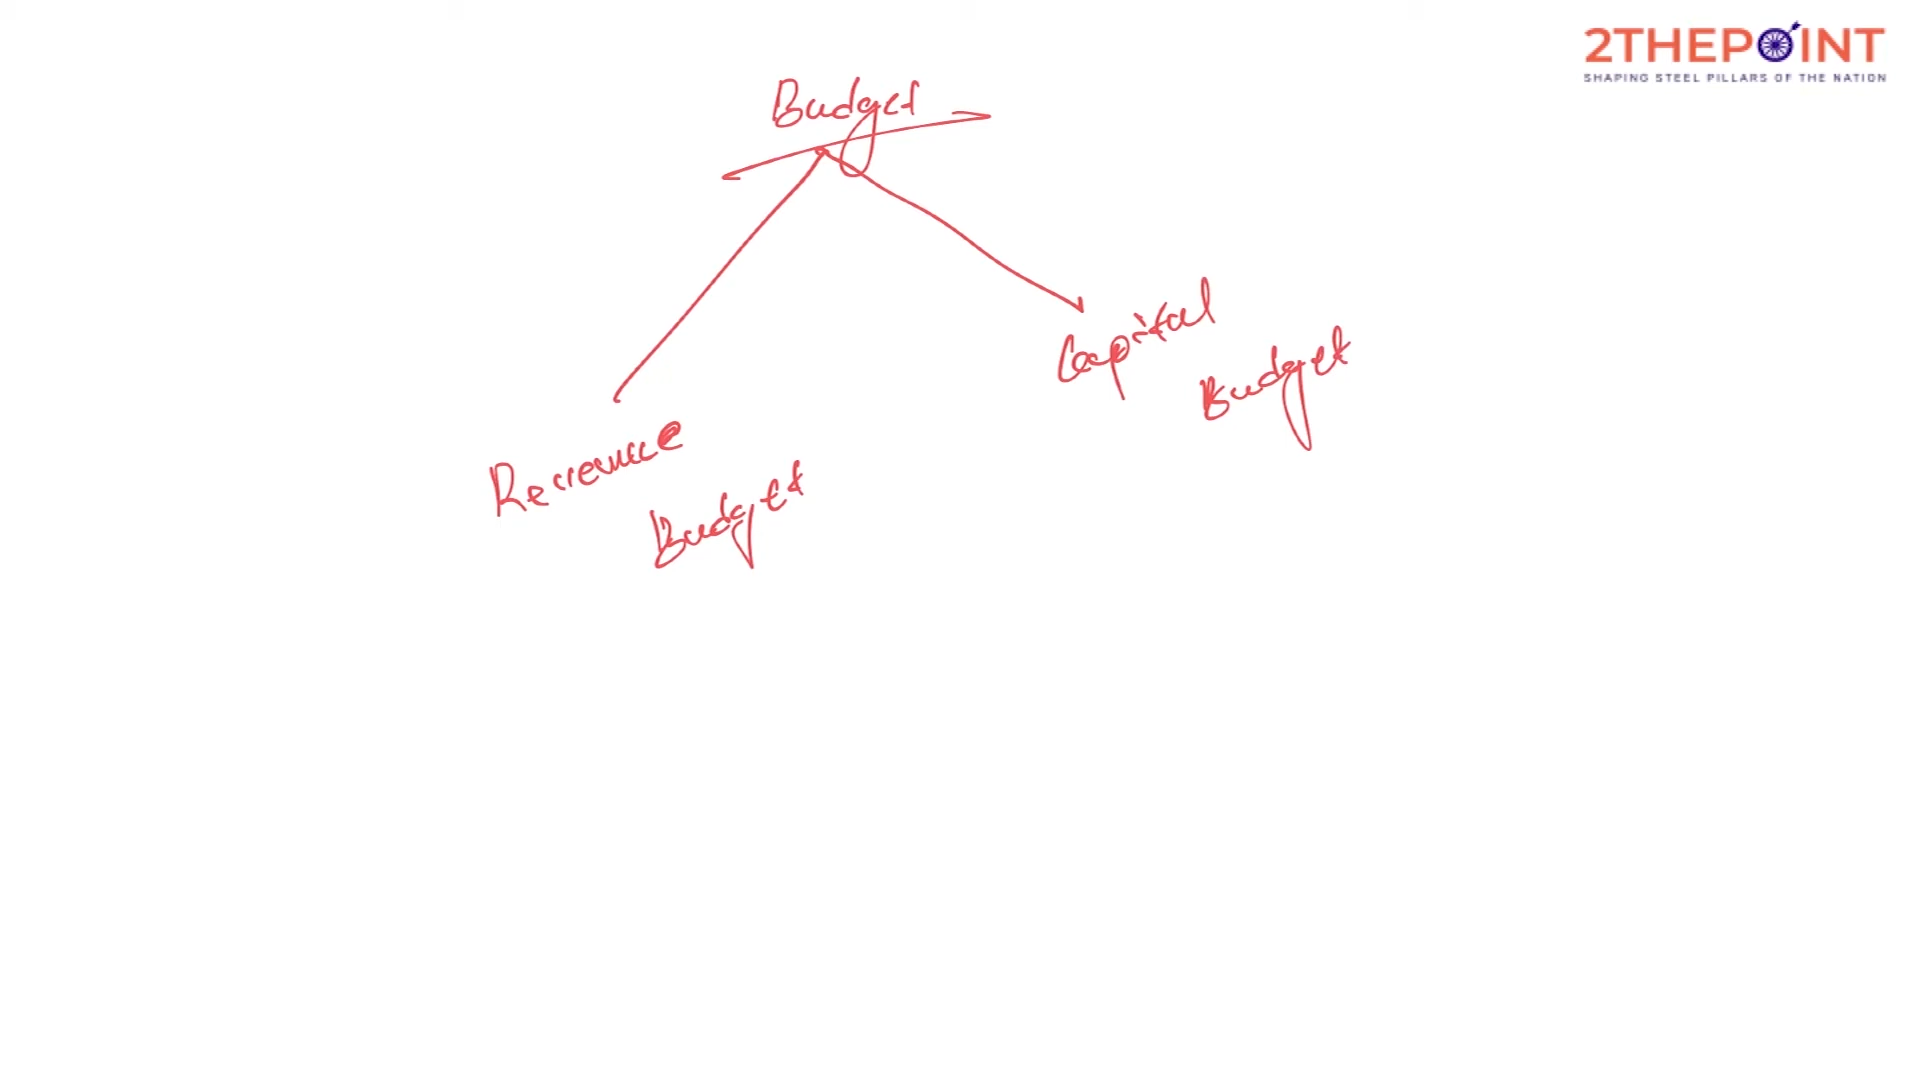 2THEPOINT
SHAPING STEEL PILLARS OF THE NATION
Budget
Capital
Budget
Revenue
Budget